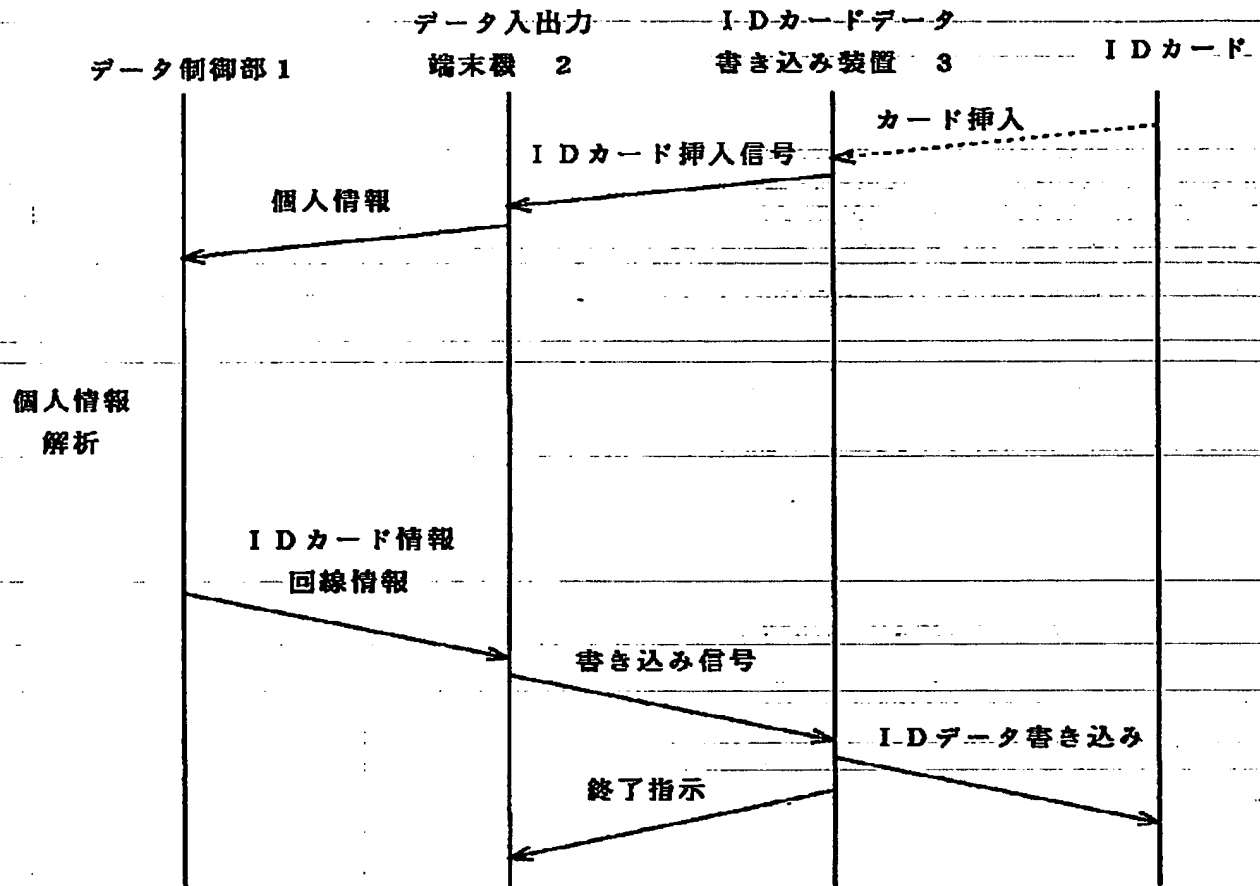 データ制御部1
データ入出力
端末機 2
IDカードデータ
書き込み装置 3
IDカード
カード挿入
IDカード挿入信号
個人情報
個人情報
解析
IDカード情報
回線情報
書き込み信号
IDデータ書き込み
終了指示